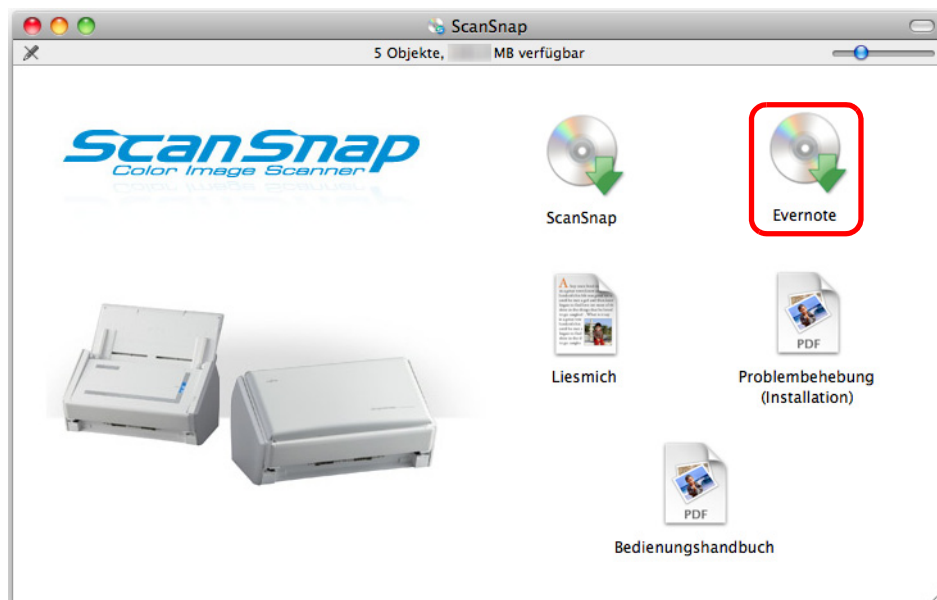 ScanSnap
5 Objekte, MB verfügbar
ScanSnap
Color Image Scanner
ScanSnap
Evernote
Liesmich
PDF
Problembehebung
(Installation)
PDF
Bedienungshandbuch